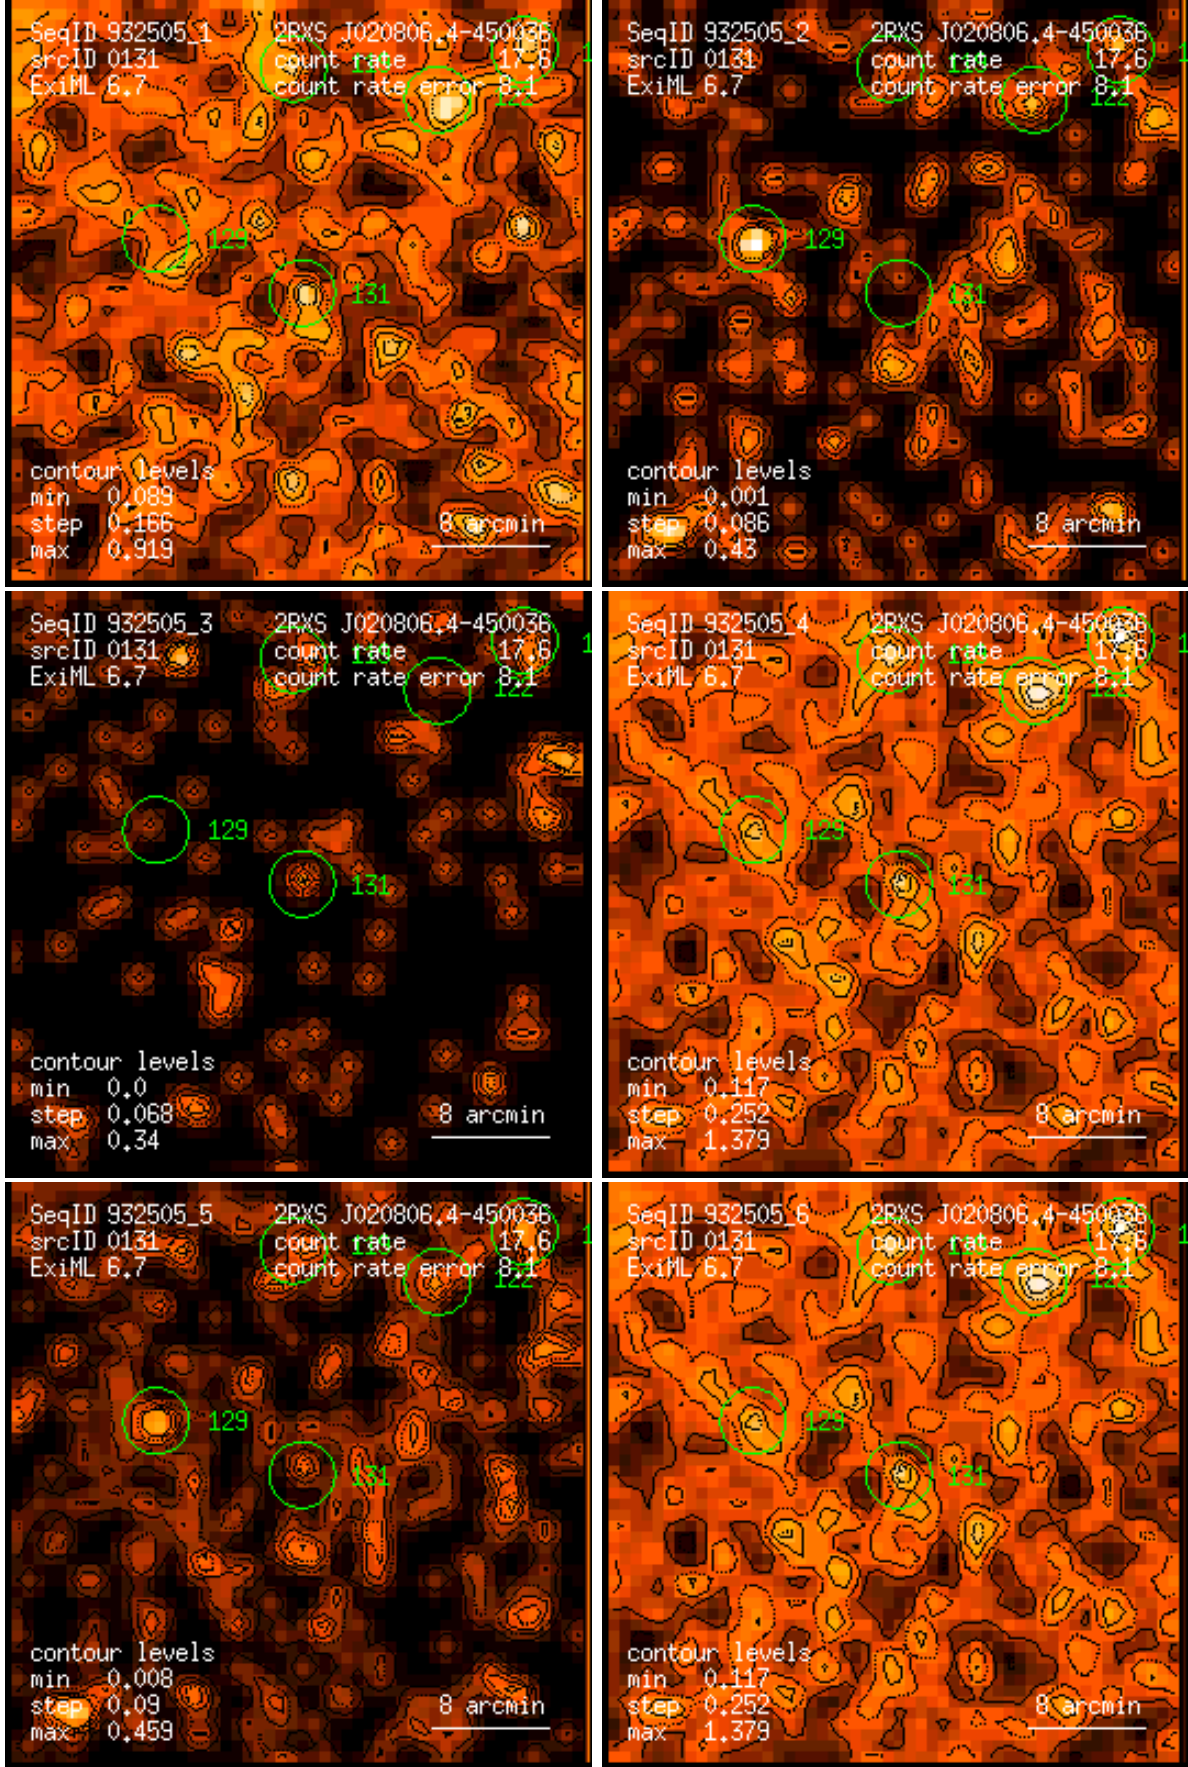 SeqID 932505_1 2RXS J020806.4-450036
srcID 0131 count rate 17.6
ExiML 6.7 count rate error 8.1
122
129
131
contour levels
min 0.089
step 0.166
max 0.919
8 arcmin
SeqID 932505_2 2RXS J020806.4-450036
srcID 0131 count rate 17.6
ExiML 6.7 count rate error 8.1
122
129
131
contour levels
min 0.001
step 0.086
max 0.43
8 arcmin
SeqID 932505_3 2RXS J020806.4-450036
srcID 0131 count rate 17.6
ExiML 6.7 count rate error 8.1
122
129
131
contour levels
min 0.0
step 0.068
max 0.34
8 arcmin
SeqID 932505_4 2RXS J020806.4-450036
srcID 0131 count rate 17.6
ExiML 6.7 count rate error 8.1
122
129
131
contour levels
min 0.117
step 0.252
max 1.379
8 arcmin
SeqID 932505_5 2RXS J020806.4-450036
srcID 0131 count rate 17.6
ExiML 6.7 count rate error 8.1
122
129
131
contour levels
min 0.008
step 0.09
max 0.459
8 arcmin
SeqID 932505_6 2RXS J020806.4-450036
srcID 0131 count rate 17.6
ExiML 6.7 count rate error 8.1
122
129
131
contour levels
min 0.117
step 0.252
max 1.379
8 arcmin